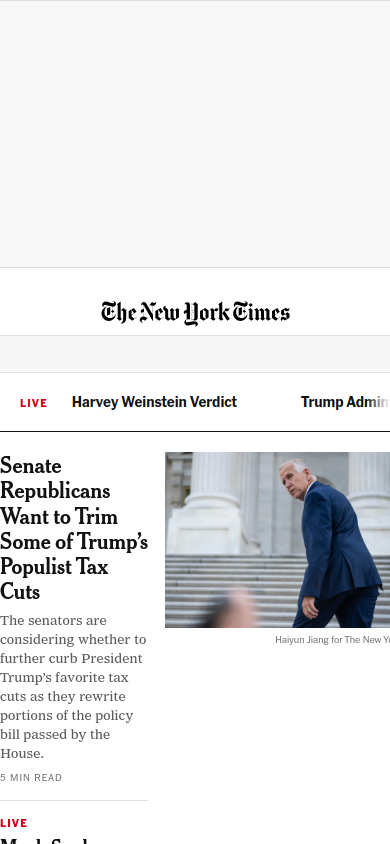 The New York Times
LIVE
Harvey Weinstein Verdict
Trump Admin
Senate
Republicans
Want to Trim
Some of Trump’s
Populist Tax
Cuts
The senators are
considering whether to
further curb President
Trump’s favorite tax
cuts as they rewrite
portions of the policy
bill passed by the
House.
5 MIN READ
Haiyun Jiang for The New Yo
LIVE